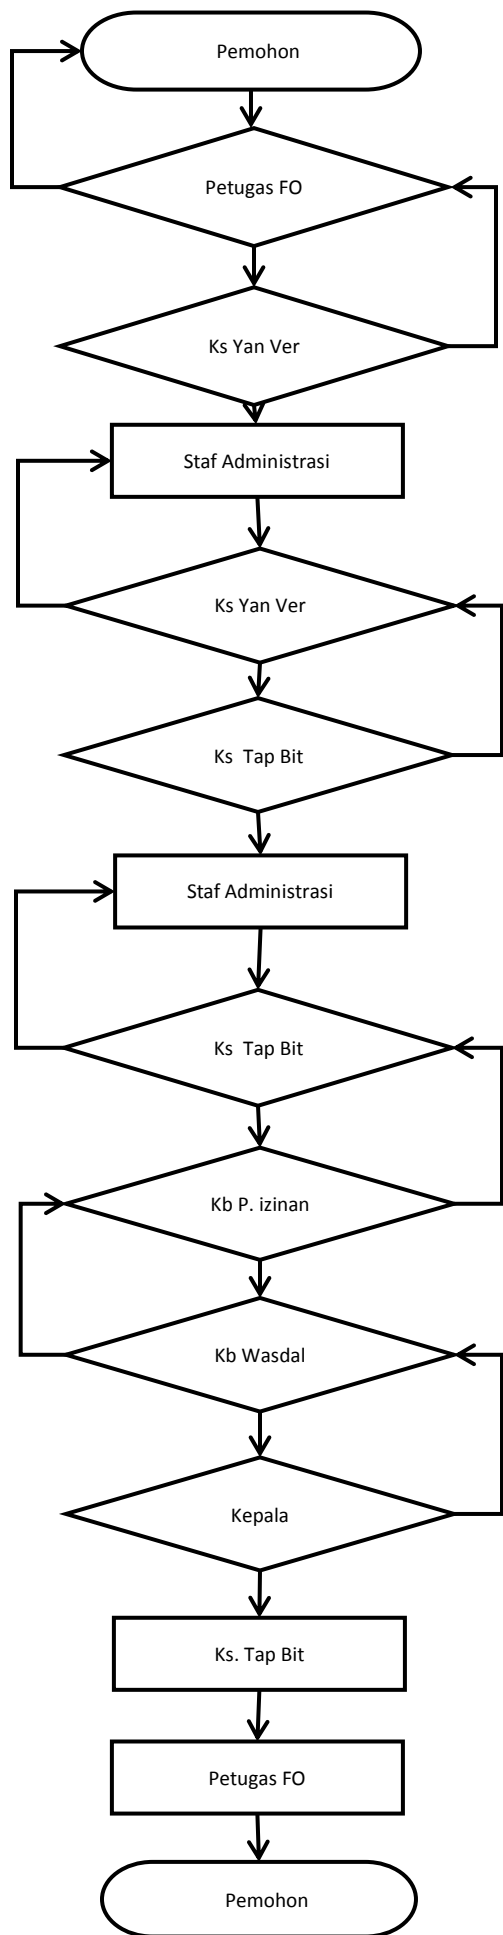 Pemohon
Petugas FO
Ks Yan Ver
Staf Administrasi
Ks Yan Ver
Ks Tap Bit
Staf Administrasi
Ks Tap Bit
Kb P. izinan
Kb Wasdal
Kepala
Ks. Tap Bit
Petugas FO
Pemohon